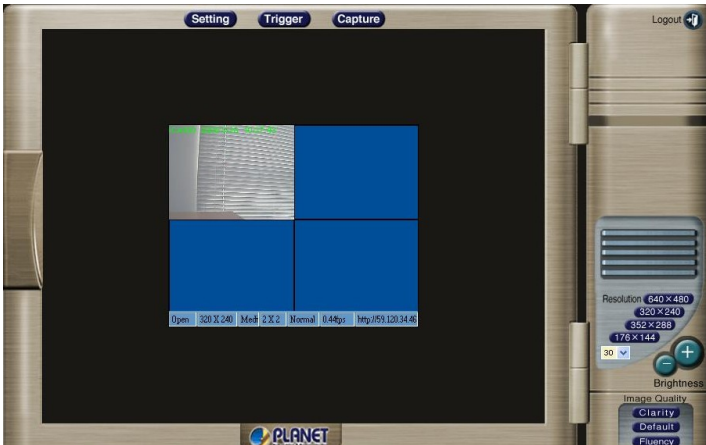 Setting Trigger Capture
Logout
Open 320 X 240 Med 2 X 2 Normal 0.44fps http://59.120.34.46
Resolution 640×480
320×240
352×288
176×144
30
Brightness
Image Quality
Clarity
Default
Fluency
PLANET